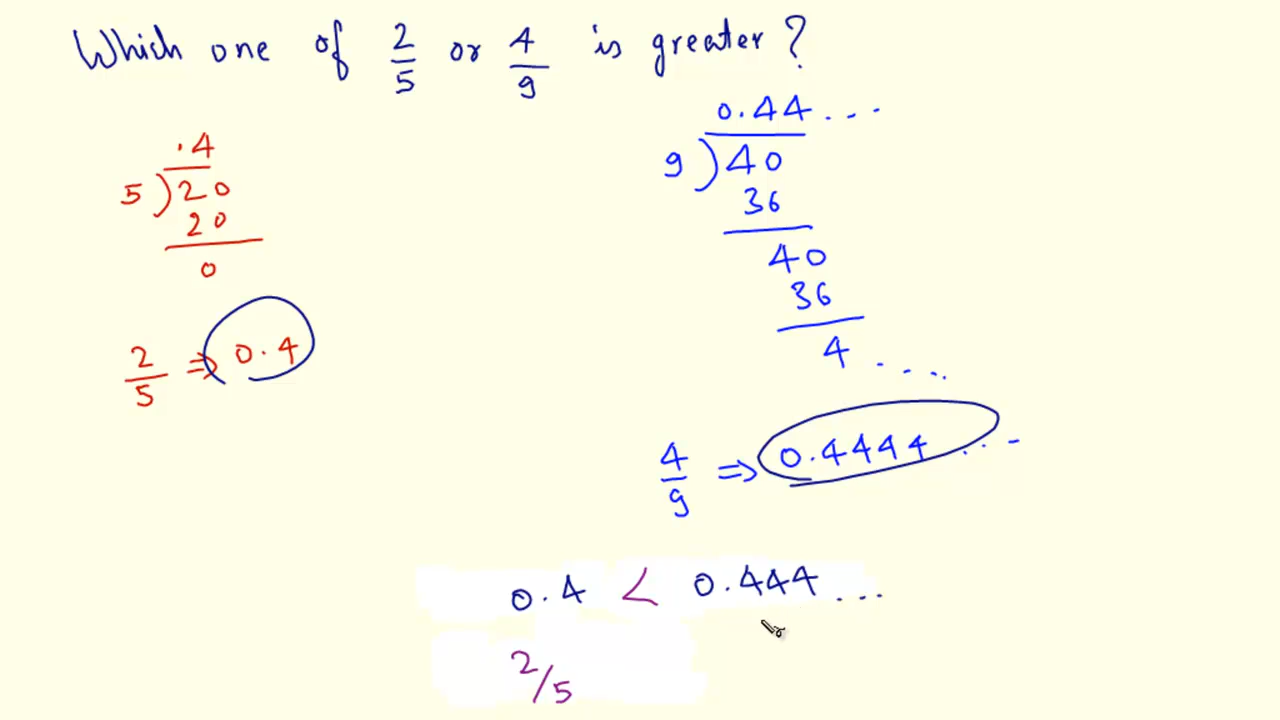 Which one of 2/5 or 4/9 is greater?
.4
5 ) 20
20
0
2/5 ⇒ 0.4
0.44...
9 ) 40
36
40
36
4 ....
4/9 ⇒ 0.4444...
0.4 < 0.444...
2/5